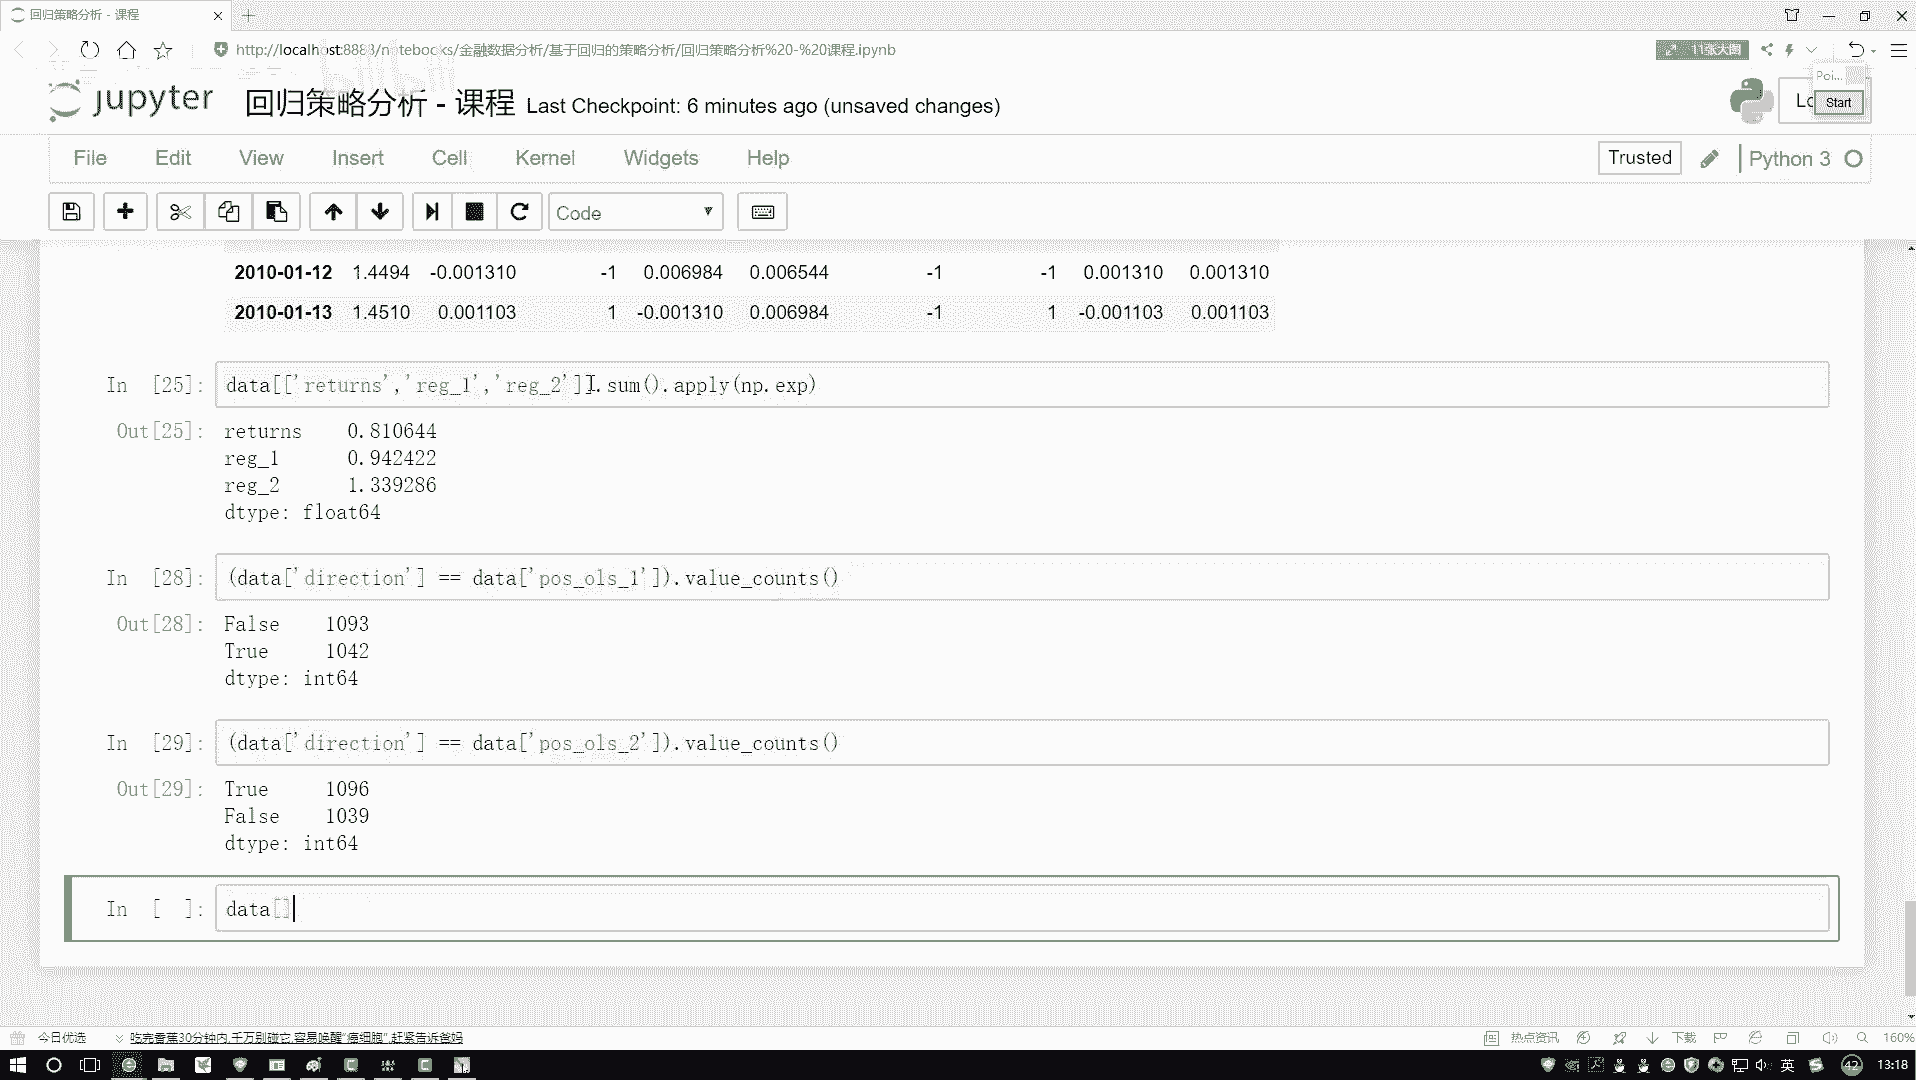 回归策略分析 - 课程
http://localhost:8888/notebooks/金融数据分析/基于回归的策略分析/回归策略分析%20-%20课程.ipynb
11张大图
Poi...
Start
jupyter 回归策略分析 - 课程 Last Checkpoint: 6 minutes ago (unsaved changes)
File Edit View Insert Cell Kernel Widgets Help
Trusted Python 3
Code
2010-01-12 1.4494 -0.001310 -1 0.006984 0.006544 -1 -1 0.001310 0.001310
2010-01-13 1.4510 0.001103 1 -0.001310 0.006984 -1 1 -0.001103 0.001103
In [25]: data[['returns','reg_1','reg_2']].sum().apply(np.exp)
Out[25]: returns 0.810644
reg_1 0.942422
reg_2 1.339286
dtype: float64
In [28]: (data['direction'] == data['pos_ols_1']).value_counts()
Out[28]: False 1093
True 1042
dtype: int64
In [29]: (data['direction'] == data['pos_ols_2']).value_counts()
Out[29]: True 1096
False 1039
dtype: int64
In [ ]: data[]
今日优选 吃完香蕉30分钟内,千万别碰它,容易唤醒“癌细胞”,赶紧告诉爸妈
热点资讯 下载 160%
英 42 13:18